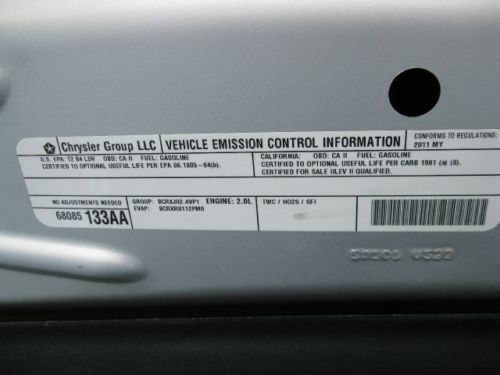 Chrysler Group LLC
VEHICLE EMISSION CONTROL INFORMATION
CONFORMS TO REGULATIONS:
2011 MY
U.S. EPA: T2 B4 LDV OBD: CA II FUEL: GASOLINE
CERTIFIED TO OPTIONAL USEFUL LIFE PER EPA 86.1805-04(b).
CALIFORNIA: OBD: CA II FUEL: GASOLINE
CERTIFIED TO OPTIONAL USEFUL LIFE PER CARB 1961 (a) (8).
CERTIFIED FOR SALE ULEV II QUALIFIED.
NO ADJUSTMENTS NEEDED
68085 133AA
GROUP: BCRXJ02.4VP1 ENGINE: 2.0L
EVAP: BCRXR0112PM0
TWC / HO2S / SFI